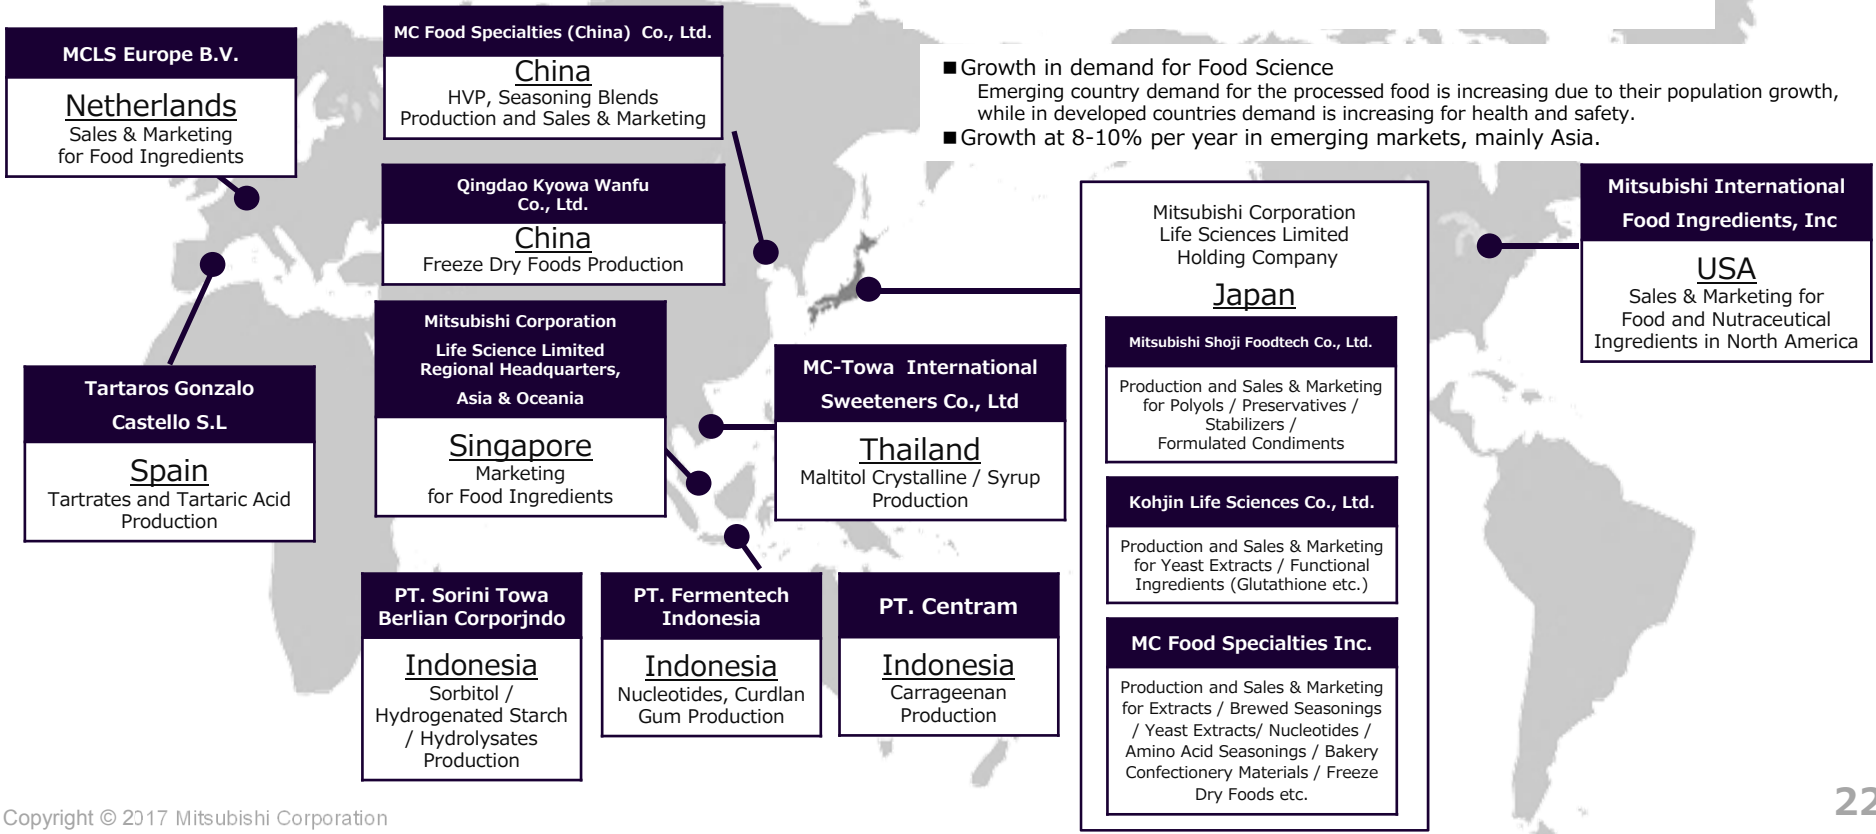 MCLS Europe B.V.
Netherlands
Sales & Marketing
for Food Ingredients
MC Food Specialties (China) Co., Ltd.
China
HVP, Seasoning Blends
Production and Sales & Marketing
■Growth in demand for Food Science
Emerging country demand for the processed food is increasing due to their population growth,
while in developed countries demand is increasing for health and safety.
■Growth at 8-10% per year in emerging markets, mainly Asia.
Qingdao Kyowa Wanfu
Co., Ltd.
China
Freeze Dry Foods Production
Mitsubishi Corporation
Life Science Limited
Regional Headquarters,
Asia & Oceania
Singapore
Marketing
for Food Ingredients
Tartaros Gonzalo
Castello S.L
Spain
Tartrates and Tartaric Acid
Production
MC-Towa International
Sweeteners Co., Ltd
Thailand
Maltitol Crystalline / Syrup
Production
PT. Sorini Towa
Berlian Corporjndo
Indonesia
Sorbitol /
Hydrogenated Starch
/ Hydrolysates
Production
PT. Fermentech
Indonesia
Indonesia
Nucleotides, Curdlan
Gum Production
PT. Centram
Indonesia
Carrageenan
Production
Mitsubishi Corporation
Life Sciences Limited
Holding Company
Japan
Mitsubishi Shoji Foodtech Co., Ltd.
Production and Sales & Marketing
for Polyols / Preservatives /
Stabilizers /
Formulated Condiments
Kohjin Life Sciences Co., Ltd.
Production and Sales & Marketing
for Yeast Extracts / Functional
Ingredients (Glutathione etc.)
MC Food Specialties Inc.
Production and Sales & Marketing
for Extracts / Brewed Seasonings
/ Yeast Extracts/ Nucleotides /
Amino Acid Seasonings / Bakery
Confectionery Materials / Freeze
Dry Foods etc.
Mitsubishi International
Food Ingredients, Inc
USA
Sales & Marketing for
Food and Nutraceutical
Ingredients in North America
Copyright © 2017 Mitsubishi Corporation
22